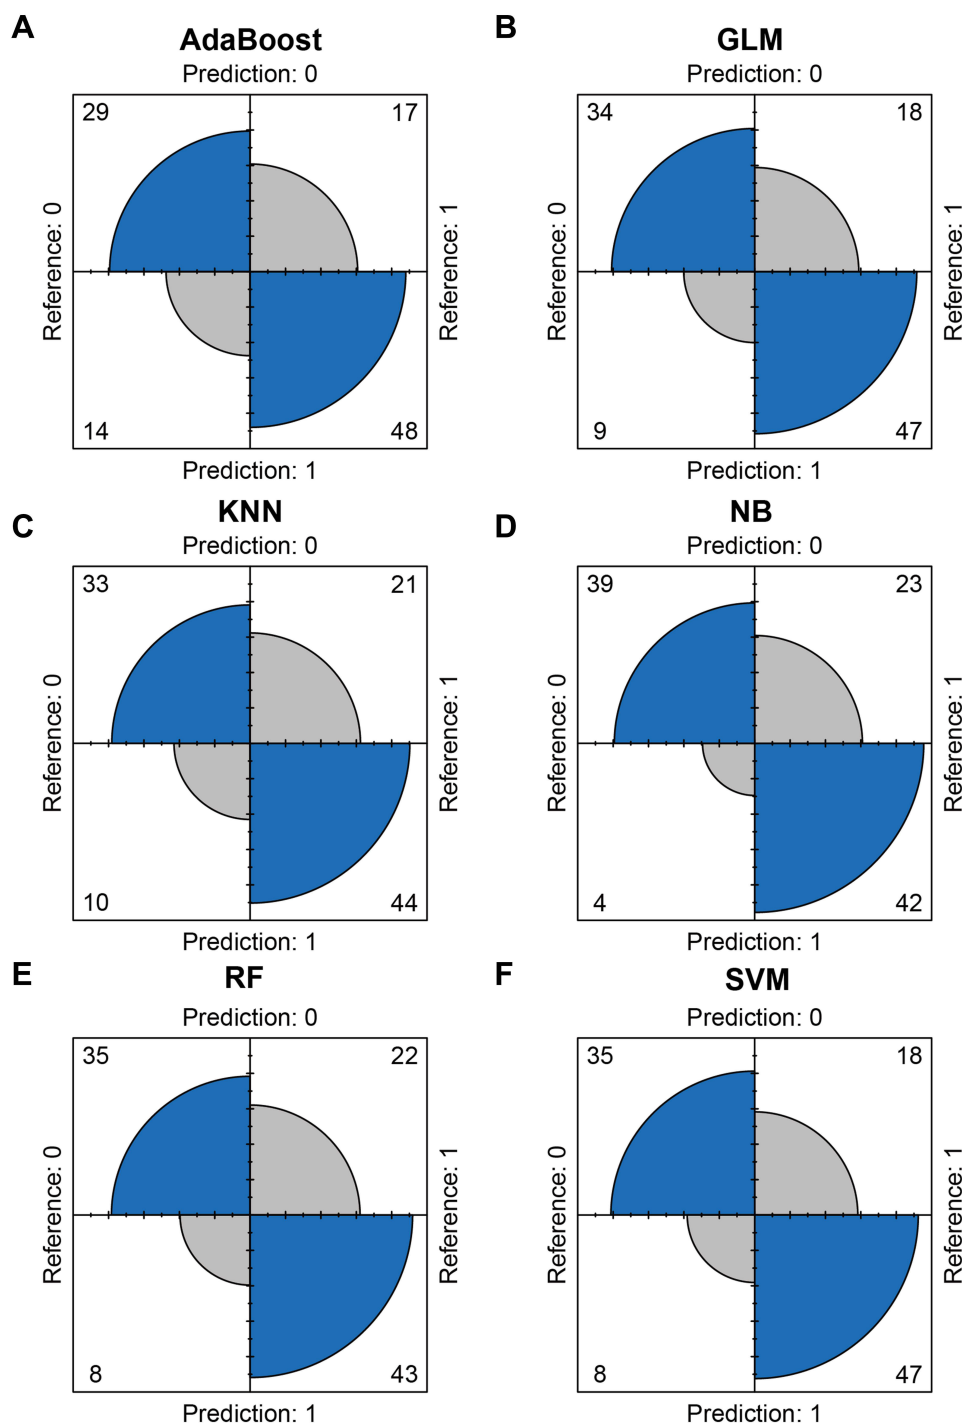 A
AdaBoost
Prediction: 0
29
17
Reference: 0
Reference: 1
14
48
Prediction: 1
B
GLM
Prediction: 0
34
18
Reference: 0
Reference: 1
9
47
Prediction: 1
C
KNN
Prediction: 0
33
21
Reference: 0
Reference: 1
10
44
Prediction: 1
D
NB
Prediction: 0
39
23
Reference: 0
Reference: 1
4
42
Prediction: 1
E
RF
Prediction: 0
35
22
Reference: 0
Reference: 1
8
43
Prediction: 1
F
SVM
Prediction: 0
35
18
Reference: 0
Reference: 1
8
47
Prediction: 1